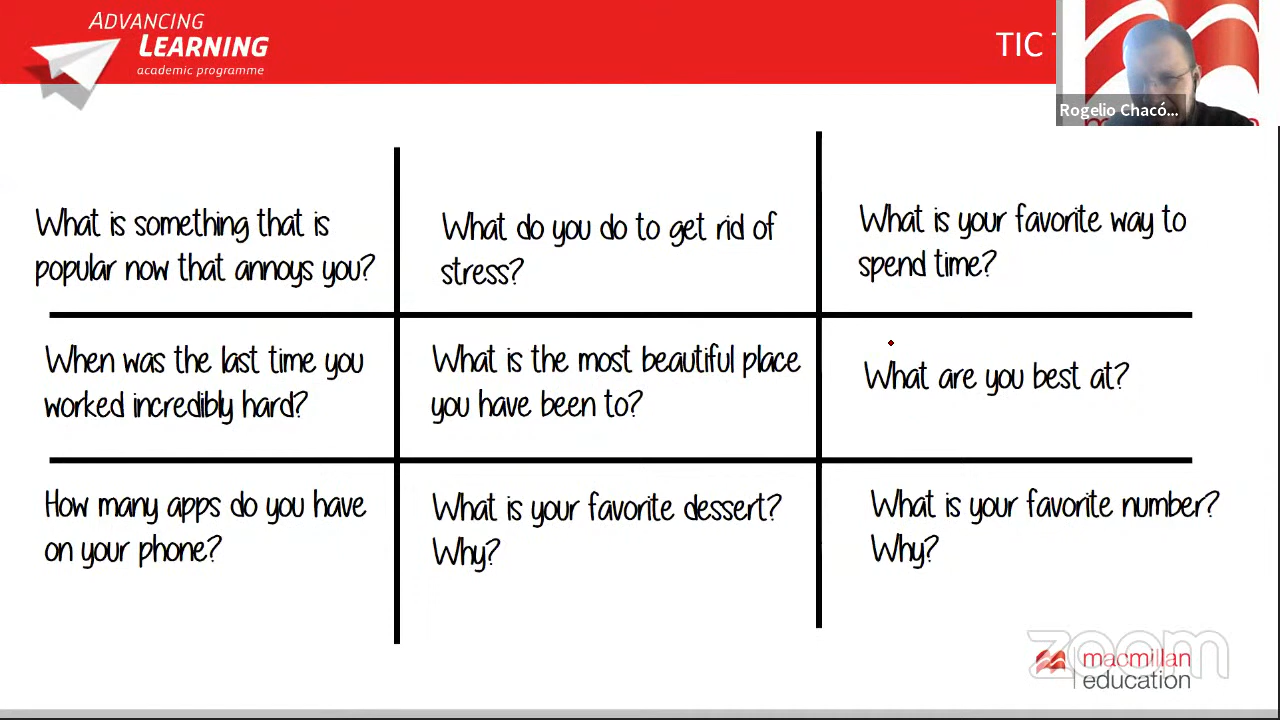 ADVANCING
LEARNING
academic programme
TIC
Rogelio Chacó...
What is something that is
popular now that annoys you?
What do you do to get rid of
stress?
What is your favorite way to
spend time?
When was the last time you
worked incredibly hard?
What is the most beautiful place
you have been to?
What are you best at?
How many apps do you have
on your phone?
What is your favorite dessert?
Why?
What is your favorite number?
Why?
zoom
macmillan
education